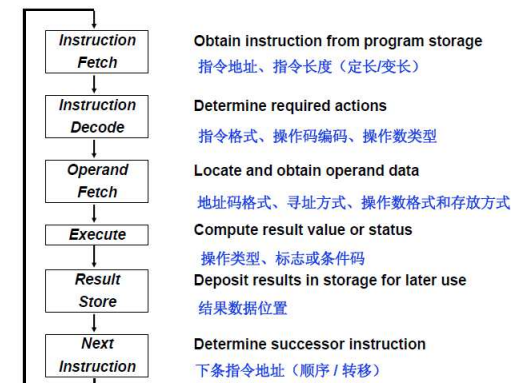 Instruction
Fetch
Obtain instruction from program storage
指令地址、指令长度（定长/变长）
Instruction
Decode
Determine required actions
指令格式、操作码编码、操作数类型
Operand
Fetch
Locate and obtain operand data
地址码格式、寻址方式、操作数格式和存放方式
Execute
Compute result value or status
操作类型、标志或条件码
Result
Store
Deposit results in storage for later use
结果数据位置
Next
Instruction
Determine successor instruction
下条指令地址（顺序 / 转移）